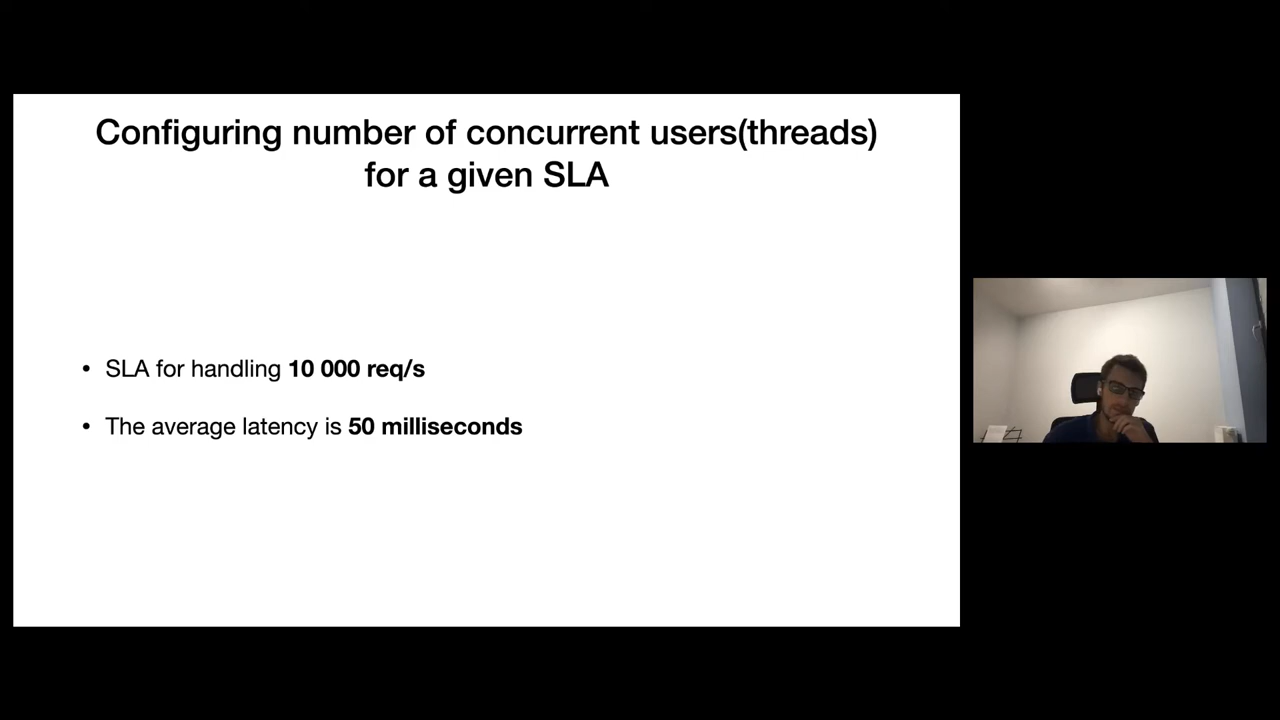 Configuring number of concurrent users(threads)
for a given SLA
• SLA for handling 10 000 req/s
• The average latency is 50 milliseconds